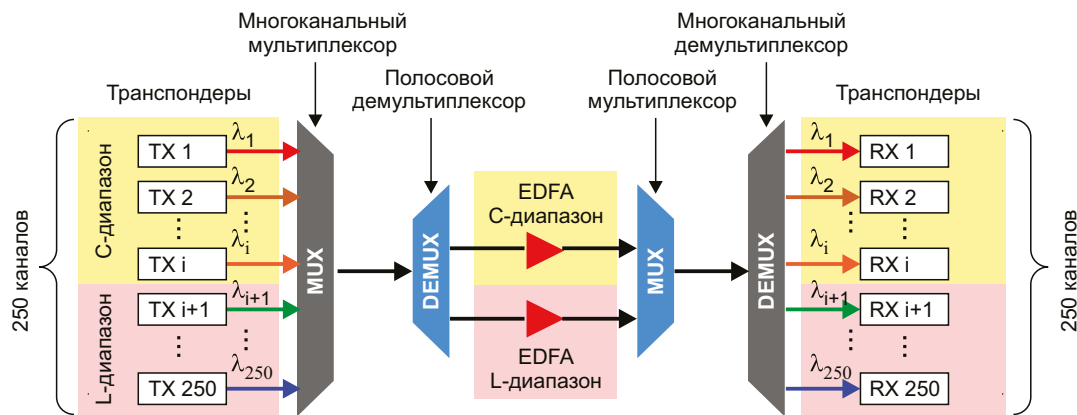 Многоканальный
мультиплексор
Многоканальный
демультиплексор
Полосовой
демультиплексор
Полосовой
мультиплексор
Транспондеры
Транспондеры
250 каналов
C-диапазон
L-диапазон
TX 1
λ1
TX 2
λ2
TX i
λi
TX i+1
λi+1
TX 250
λ250
MUX
DEMUX
EDFA
C-диапазон
EDFA
L-диапазон
MUX
DEMUX
λ1
RX 1
λ2
RX 2
λi
RX i
λi+1
RX i+1
λ250
RX 250
250 каналов